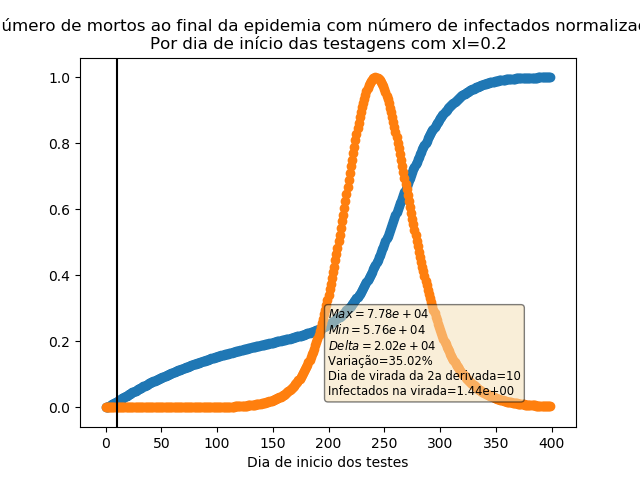 úmero de mortos ao final da epidemia com número de infectados normaliza
Por dia de início das testagens com xI=0.2
1.0
0.8
0.6
0.4
0.2
0.0
Max = 7.78e + 04
Min = 5.76e + 04
Delta = 2.02e + 04
Variação=35.02%
Dia de virada da 2a derivada=10
Infectados na virada=1.44e+00
0 50 100 150 200 250 300 350 400
Dia de inicio dos testes